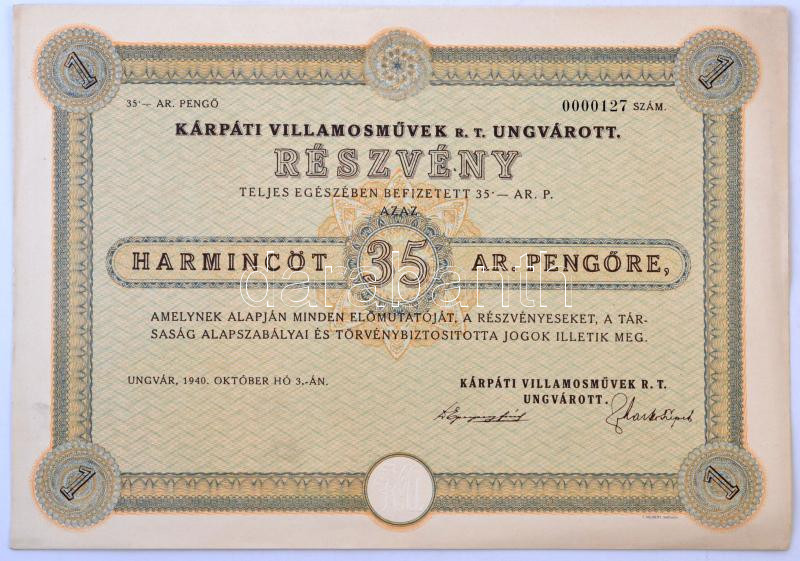 1 1
35·— AR. PENGŐ 0000127 SZÁM.
KÁRPÁTI VILLAMOSMŰVEK R. T. UNGVÁROTT.
RÉSZVÉNY
TELJES EGÉSZÉBEN BEFIZETETT 35·— AR. P.
AZAZ
HARMINCÖT 35 AR. PENGŐRE,
darabanth
AMELYNEK ALAPJÁN MINDEN ELŐMUTATÓJÁT, A RÉSZVÉNYESEKET, A TÁR-
SASÁG ALAPSZABÁLYAI ÉS TÖRVÉNYBIZTOSITOTTA JOGOK ILLETIK MEG.
UNGVÁR, 1940. OKTÓBER HÓ 3.-ÁN.
KÁRPÁTI VILLAMOSMŰVEK R. T.
UNGVÁROTT.
1 1